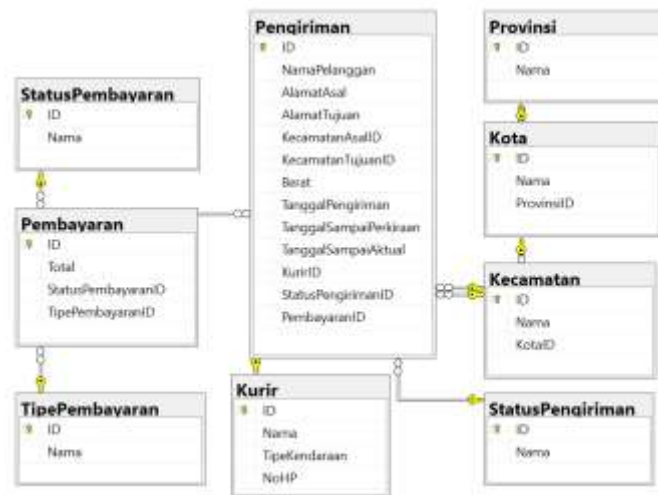 StatusPembayaran
ID
Nama
Pembayaran
ID
Total
StatusPembayaranID
TipePembayaranID
TipePembayaran
ID
Nama
Pengiriman
ID
NamaPelanggan
AlamatAsal
AlamatTujuan
KecamatanAsalID
KecamatanTujuanID
Berat
TanggalPengiriman
TanggalSampaiPerkiraan
TanggalSampaiAktual
KurirID
StatusPengirimanID
PembayaranID
Kurir
ID
Nama
TipeKendaraan
NoHP
Provinsi
ID
Nama
Kota
ID
Nama
ProvinsiID
Kecamatan
ID
Nama
KotaID
StatusPengiriman
ID
Nama